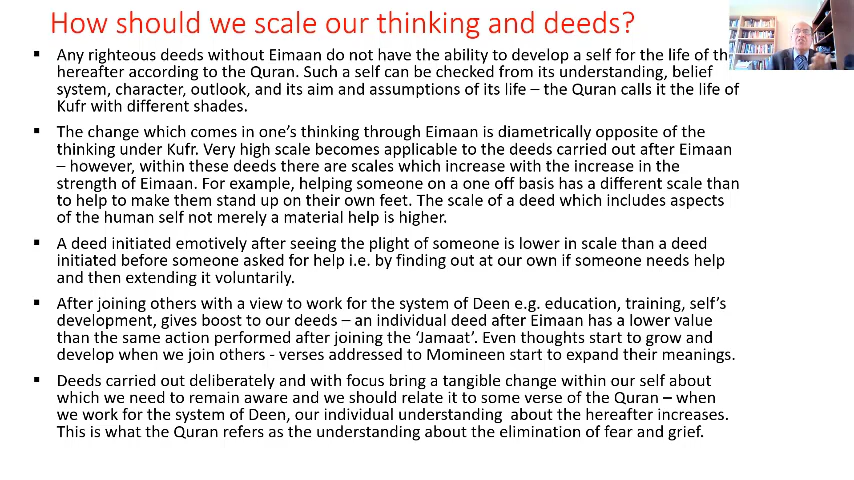 How should we scale our thinking and deeds?
▪ Any righteous deeds without Eimaan do not have the ability to develop a self for the life of th
hereafter according to the Quran. Such a self can be checked from its understanding, belief
system, character, outlook, and its aim and assumptions of its life – the Quran calls it the life of
Kufr with different shades.
▪ The change which comes in one's thinking through Eimaan is diametrically opposite of the
thinking under Kufr. Very high scale becomes applicable to the deeds carried out after Eimaan
– however, within these deeds there are scales which increase with the increase in the
strength of Eimaan. For example, helping someone on a one off basis has a different scale than
to help to make them stand up on their own feet. The scale of a deed which includes aspects
of the human self not merely a material help is higher.
▪ A deed initiated emotively after seeing the plight of someone is lower in scale than a deed
initiated before someone asked for help i.e. by finding out at our own if someone needs help
and then extending it voluntarily.
▪ After joining others with a view to work for the system of Deen e.g. education, training, self's
development, gives boost to our deeds – an individual deed after Eimaan has a lower value
than the same action performed after joining the 'Jamaat'. Even thoughts start to grow and
develop when we join others - verses addressed to Momineen start to expand their meanings.
▪ Deeds carried out deliberately and with focus bring a tangible change within our self about
which we need to remain aware and we should relate it to some verse of the Quran – when
we work for the system of Deen, our individual understanding about the hereafter increases.
This is what the Quran refers as the understanding about the elimination of fear and grief.